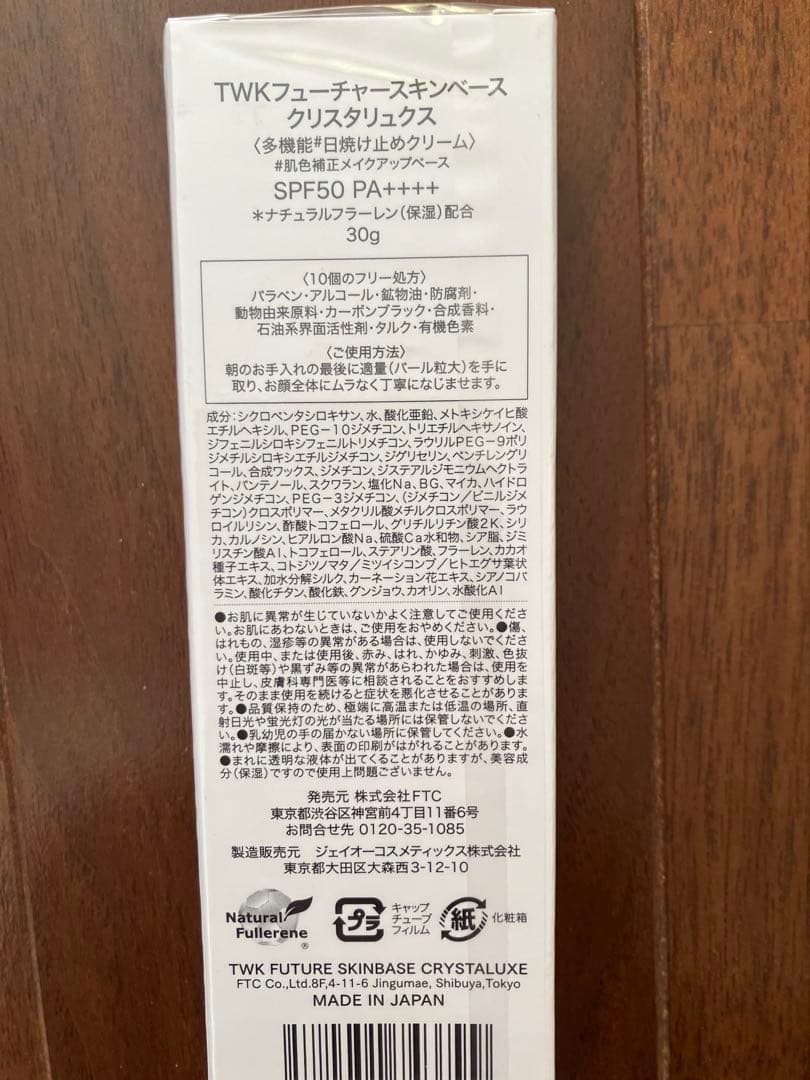 TWKフューチャースキンベース
クリスタリュクス
〈多機能#日焼け止めクリーム〉
#肌色補正メイクアップベース
SPF50 PA++++
＊ナチュラルフラーレン(保湿)配合
30g
〈10個のフリー処方〉
パラベン・アルコール・鉱物油・防腐剤・
動物由来原料・カーボンブラック・合成香料・
石油系界面活性剤・タルク・有機色素
〈ご使用方法〉
朝のお手入れの最後に適量(パール粒大)を手に
取り、お顔全体にムラなく丁寧になじませます。
成分:シクロペンタシロキサン、水、酸化亜鉛、メトキシケイヒ酸
エチルヘキシル、PEG-10ジメチコン、トリエチルヘキサノイン、
ジフェニルシロキシフェニルトリメチコン、ラウリルPEG-9ポリ
ジメチルシロキシエチルジメチコン、ジグリセリン、ペンチレングリ
コール、合成ワックス、ジメチコン、ジステアルジモニウムヘクトラ
イト、パンテノール、スクワラン、塩化Na、BG、マイカ、ハイドロ
ゲンジメチコン、PEG-3ジメチコン、(ジメチコン/ビニルジメ
チコン)クロスポリマー、メタクリル酸メチルクロスポリマー、ラウ
ロイルリシン、酢酸トコフェロール、グリチルリチン酸2K、シリ
カ、カルノシン、ヒアルロン酸Na、硫酸Ca水和物、シア脂、ジミ
リスチン酸Al、トコフェロール、ステアリン酸、フラーレン、カカオ
種子エキス、コトジツノマタ/ミツイシコンブ/ヒトエグサ葉状
体エキス、加水分解シルク、カーネーション花エキス、シアノコバ
ラミン、酸化チタン、酸化鉄、グンジョウ、カオリン、水酸化Al
●お肌に異常が生じていないかよく注意してご使用くださ
い。お肌にあわないときは、ご使用をおやめください。●傷、
はれもの、湿疹等の異常がある場合は、使用しないでくださ
い。使用中、または使用後、赤み、はれ、かゆみ、刺激、色抜
け(白斑等)や黒ずみ等の異常があらわれた場合は、使用を
中止し、皮膚科専門医等に相談されることをおすすめしま
す。そのまま使用を続けると症状を悪化させることがありま
す。●品質保持のため、極端に高温または低温の場所、直
射日光や蛍光灯の光が当たる場所には保管しないでくださ
い。●乳幼児の手の届かない場所に保管してください。●水
濡れや摩擦により、表面の印刷がはがれることがあります。
●まれに透明な液体が出てくることがありますが、美容成
分(保湿)ですので使用上問題ございません。
発売元 株式会社FTC
東京都渋谷区神宮前4丁目11番6号
お問合せ先 0120-35-1085
製造販売元 ジェイオーコスメティックス株式会社
東京都大田区大森西3-12-10
Natural
Fullerene
®
プラ
キャップ
チューブ
フィルム
紙
化粧箱
TWK FUTURE SKINBASE CRYSTALUXE
FTC Co.,Ltd.8F,4-11-6 Jingumae, Shibuya,Tokyo
MADE IN JAPAN